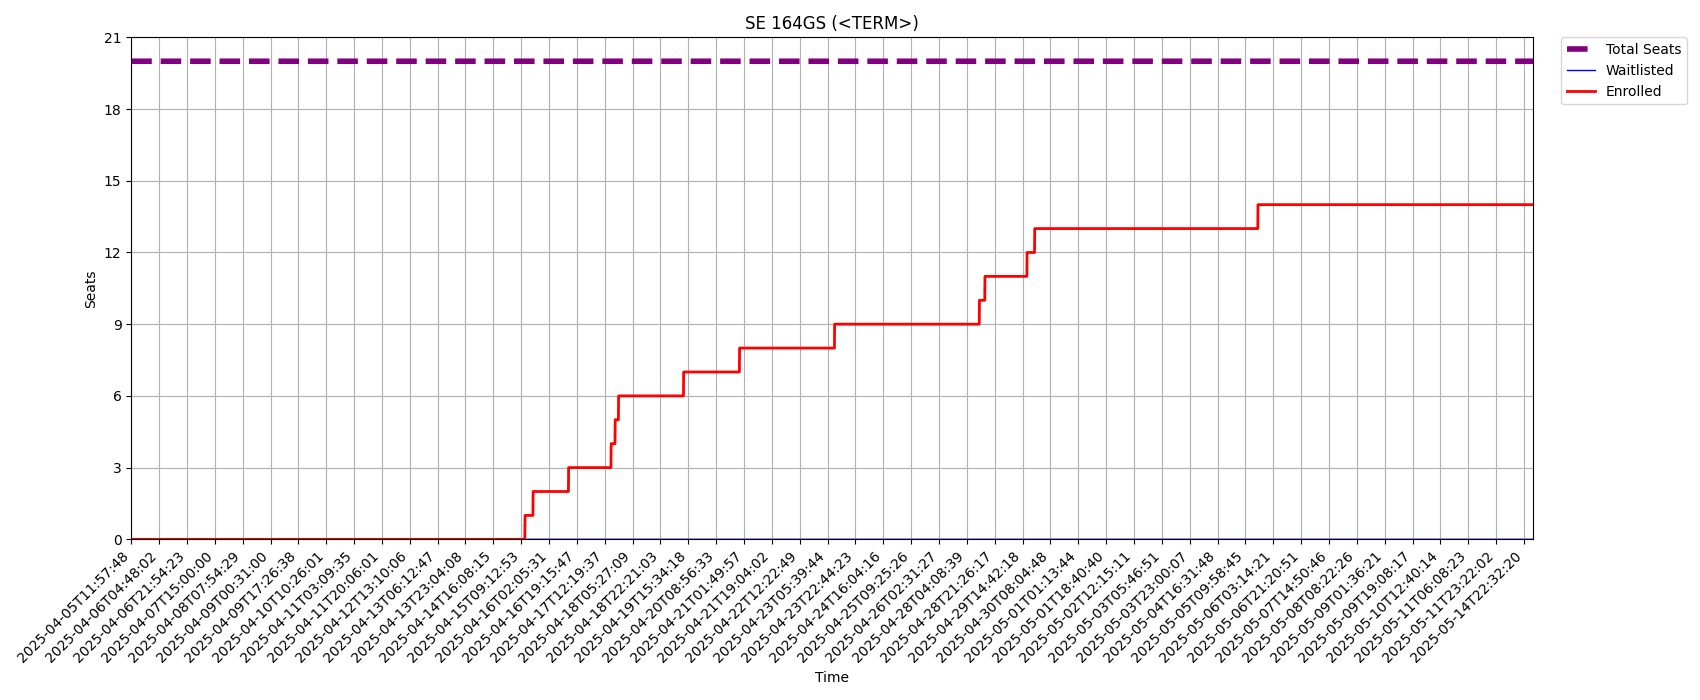 SE 164GS (<TERM>)
Total Seats
Waitlisted
Enrolled
21
18
15
12
9
6
3
0
Seats
2025-04-05T11:57:48
2025-04-06T04:48:02
2025-04-06T21:54:23
2025-04-07T15:00:00
2025-04-08T07:54:29
2025-04-09T00:31:00
2025-04-09T17:26:38
2025-04-10T10:26:01
2025-04-11T03:09:35
2025-04-11T20:06:01
2025-04-12T13:10:06
2025-04-13T06:12:47
2025-04-13T23:04:08
2025-04-14T16:08:15
2025-04-15T09:12:53
2025-04-16T02:05:31
2025-04-16T19:15:47
2025-04-17T12:19:37
2025-04-18T05:27:09
2025-04-18T22:21:03
2025-04-19T15:34:18
2025-04-20T08:56:33
2025-04-21T01:49:57
2025-04-21T19:04:02
2025-04-22T12:22:49
2025-04-23T05:39:44
2025-04-23T22:44:23
2025-04-24T16:04:16
2025-04-25T09:25:26
2025-04-26T02:31:27
2025-04-28T04:08:39
2025-04-28T21:26:17
2025-04-29T14:42:18
2025-04-30T08:04:48
2025-05-01T01:13:44
2025-05-01T18:40:40
2025-05-02T12:15:11
2025-05-03T05:46:51
2025-05-03T23:00:07
2025-05-04T16:31:48
2025-05-05T09:58:45
2025-05-06T03:14:21
2025-05-06T21:20:51
2025-05-07T14:50:46
2025-05-08T08:22:26
2025-05-09T01:36:21
2025-05-09T19:08:17
2025-05-10T12:40:14
2025-05-11T06:08:23
2025-05-11T23:22:02
2025-05-14T22:32:20
Time